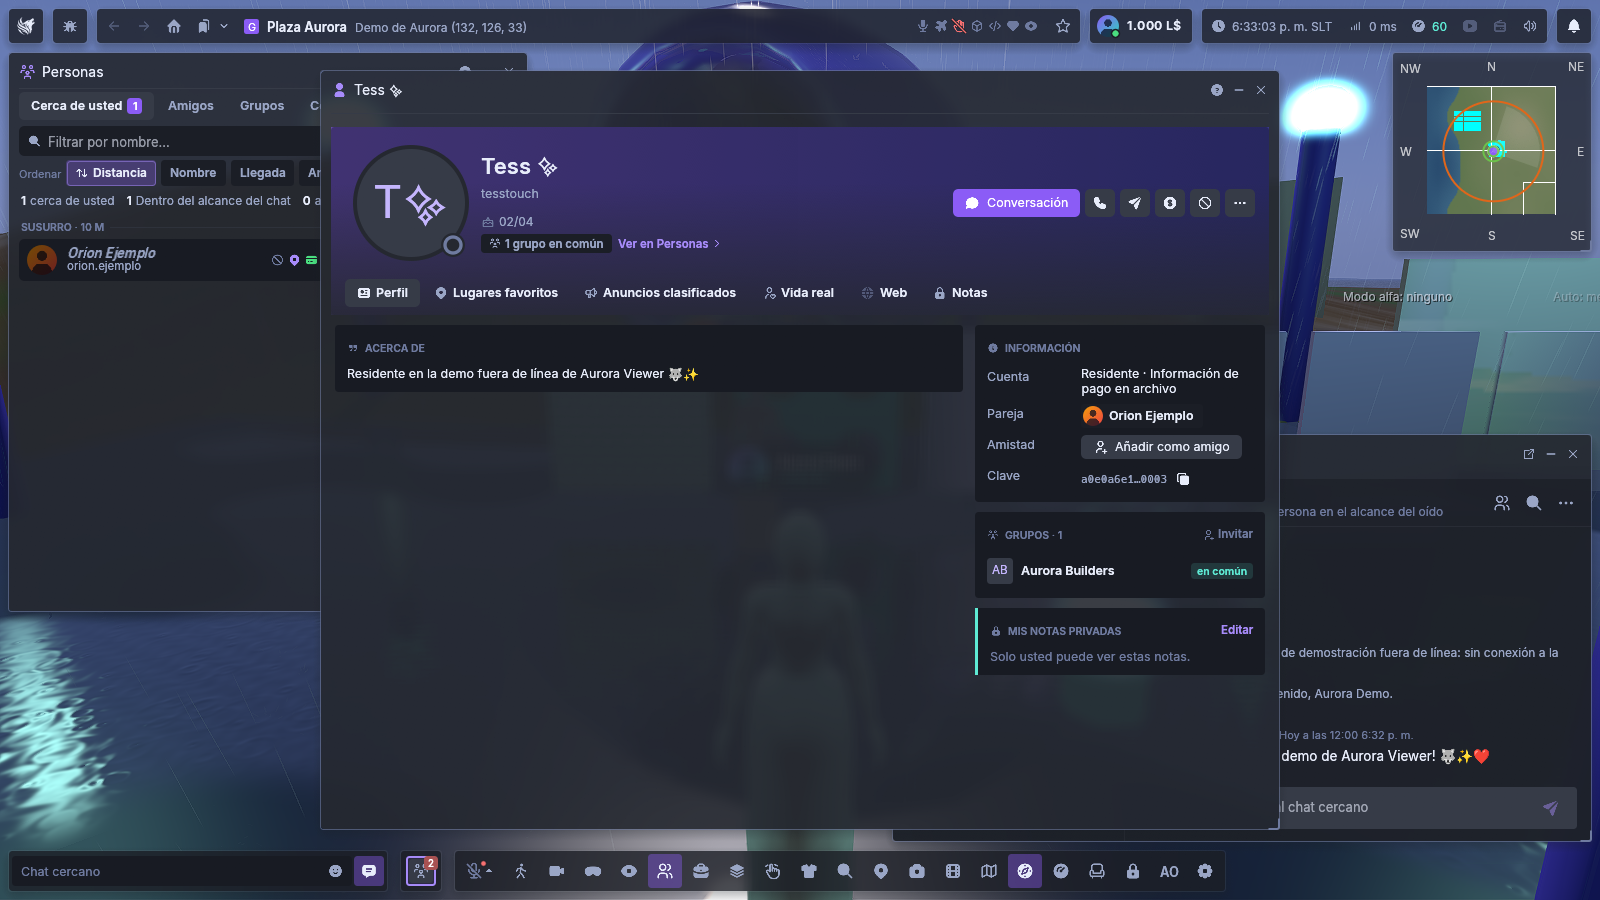 Plaza Aurora Demo de Aurora (132, 126, 33)
1.000 L$
6:33:03 p. m. SLT
0 ms
60
Personas
Cerca de usted 1
Amigos
Grupos
Filtrar por nombre...
Ordenar
Distancia
Nombre
Llegada
1 cerca de usted 1 Dentro del alcance del chat 0
SUSURRO · 10 M
Orion Ejemplo
orion.ejemplo
Tess
T
Tess
tesstouch
02/04
1 grupo en común
Ver en Personas
Conversación
Perfil
Lugares favoritos
Anuncios clasificados
Vida real
Web
Notas
ACERCA DE
Residente en la demo fuera de línea de Aurora Viewer 🐺✨
INFORMACIÓN
Cuenta
Residente · Información de
pago en archivo
Pareja
Orion Ejemplo
Amistad
Añadir como amigo
Clave
a0e0a6e1…0003
GRUPOS · 1
Invitar
AB
Aurora Builders
en común
MIS NOTAS PRIVADAS
Editar
Solo usted puede ver estas notas.
NW
N
NE
W
E
SW
S
SE
Modo alfa: ninguno
Auto:
ersona en el alcance del oído
de demostración fuera de línea: sin conexión a la
enido, Aurora Demo.
Hoy a las 12:00 6:32 p. m.
demo de Aurora Viewer! 🐺✨❤️
l chat cercano
Chat cercano
2
AO